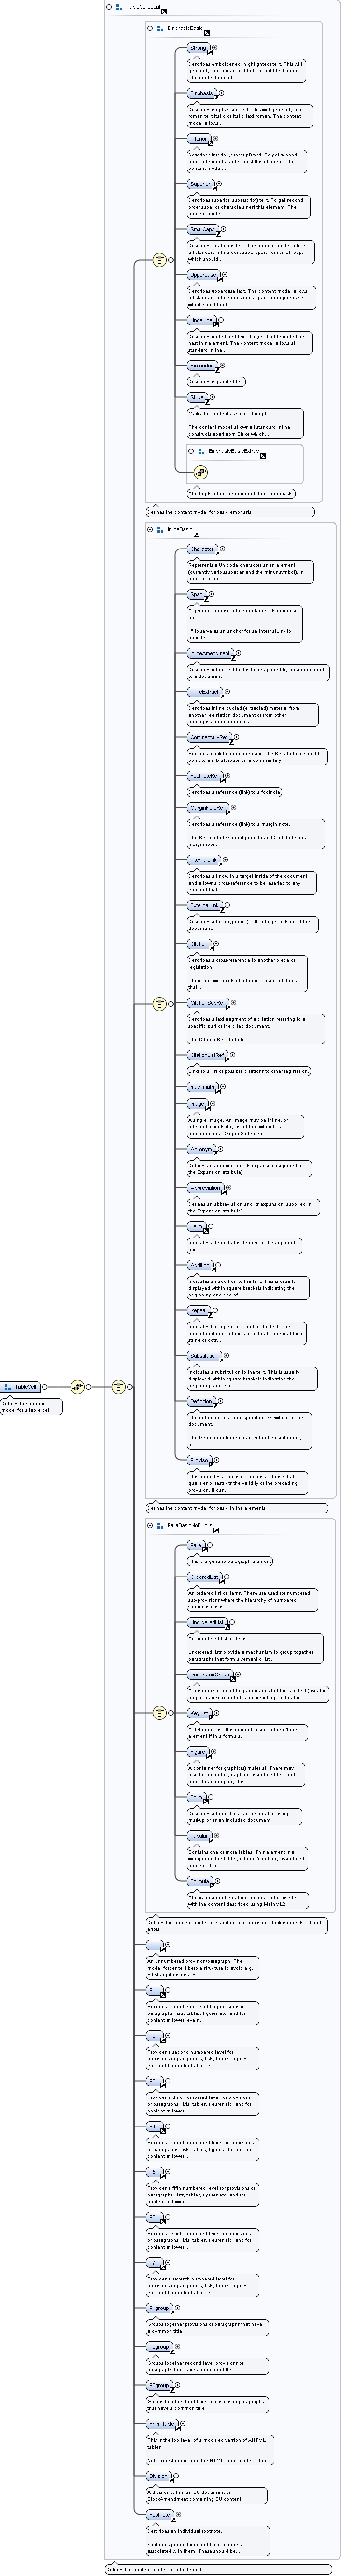 TableCellLocal
EmphasisBasic
Strong
Describes emboldened (highlighted) text. This will
generally turn roman text bold or bold text roman.
The content model...
Emphasis
Describes emphasised text. This will generally turn
roman text italic or italic text roman. The content
model allows...
Inferior
Describes inferior (subscript) text. To get second
order inferior characters nest this element. The
content model...
Superior
Describes superior (superscript) text. To get second
order superior characters nest this element. The
content model...
SmallCaps
Describes smallcaps text. The content model allows
all standard inline constructs apart from small caps
which should...
Uppercase
Describes uppercase text. The content model allows
all standard inline constructs apart from uppercase
which should not...
Underline
Describes underlined text. To get double underline
nest this element. The content model allows all
standard inline...
Expanded
Describes expanded text
Strike
Make the content as struck through.
The content model allows all standard inline
constructs apart from Strike which...
EmphasisBasicExtras
The Legislation specific model for empahasis
Defines the content model for basic emphasis
InlineBasic
Character
Represents a Unicode character as an element
(currently various spaces and the minus symbol), in
order to avoid...
Span
A general-purpose inline container. Its main uses
are:
* to serve as an anchor for an InternalLink to
provide...
InlineAmendment
Describes inline text that is to be applied by an amendment
to a document
InlineExtract
Describes inline quoted (extracted) material from
another legislation document or from other
non-legislation documents.
CommentaryRef
Provides a link to a commentary. The Ref attribute should
point to an ID attribute on a commentary.
FootnoteRef
Describes a reference (link) to a footnote
MarginNoteRef
Describes a reference (link) to a margin note.
The Ref attribute should point to an ID attribute on a
marginnote...
InternalLink
Describes a link with a target inside of the document
and allows a cross-reference to be inserted to any
element that...
ExternalLink
Describes a link (hyperlink) with a target outside of the
document.
Citation
Describes a cross-reference to another piece of
legislation
There are two levels of citation – main citations
that...
CitationSubRef
Describes a text fragment of a citation referring to a
specific part of the cited document.
The CitationRef attribute...
CitationListRef
Links to a list of possible citations to other legislation.
math:math
Image
A single image. An image may be inline, or
alternatively display as a block when it is
contained in a <Figure> element...
Acronym
Defines an acronym and its expansion (supplied in
the Expansion attribute).
Abbreviation
Defines an abbreviation and its expansion (supplied in
the Expansion attribute).
Term
Indicates a term that is defined in the adjacent
text.
Addition
Indicates an addition to the text. This is usually
displayed within square brackets indicating the
beginning and end of...
Repeal
Indicates the repeal of a part of the text. The
current editorial policy is to indicate a repeal by a
string of dots...
Substitution
Indicates a substitution to the text. This is usually
displayed within square brackets indicating the
beginning and end...
Definition
The definition of a term specified elsewhere in the
document.
The Definition element can either be used inline,
to...
Proviso
This indicates a proviso, which is a clause that
qualifies or restricts the validity of the preceding
provision. It can...
Defines the content model for basic inline elements
TableCell
Defines the content
model for a table cell
ParaBasicNoErrors
Para
This is a generic paragraph element
OrderedList
An ordered list of items. There are used for numbered
sub-provisions where the hierarchy of numbered
subprovisions is...
UnorderedList
An unordered list of items.
Unordered lists provide a mechanism to group together
paragraphs that form a semantic list...
DecoratedGroup
A mechanism for adding accolades to blocks of text (usually
a right brace). Accolades are very long vertical or...
KeyList
A definition list. It is normally used in the Where
element if in a formula.
Figure
A container for graphic(s) material. There may
also be a number, caption, associated text and
notes to accompany the...
Form
Describes a form. This can be created using
markup or as an included document
Tabular
Contains one or more tables. This element is a
wrapper for the table (or tables) and any associated
content. The...
Formula
Allows for a mathematical formula to be inserted
with the content described using MathML2.
Defines the content model for standard non-provision block elements without
errors
P
An unnumbered provision/paragraph. The
model forces text before structure to avoid e.g.
P1 straight inside a P
P1
Provides a numbered level for provisions or
paragraphs, lists, tables, figures etc. and for
content at lower levels...
P2
Provides a second numbered level for
provisions or paragraphs, lists, tables, figures
etc. and for content at lower...
P3
Provides a third numbered level for provisions
or paragraphs, lists, tables, figures etc. and for
content at lower...
P4
Provides a fourth numbered level for provisions
or paragraphs, lists, tables, figures etc. and for
content at lower...
P5
Provides a fifth numbered level for provisions or
paragraphs, lists, tables, figures etc. and for
content at lower...
P6
Provides a sixth numbered level for provisions
or paragraphs, lists, tables, figures etc. and for
content at lower...
P7
Provides a seventh numbered level for
provisions or paragraphs, lists, tables, figures
etc. and for content at lower...
P1group
Groups together provisions or paragraphs that have
a common title
P2group
Groups together second level provisions or
paragraphs that have a common title
P3group
Groups together third level provisions or paragraphs
that have a common title
xhtml:table
This is the top level of a modified version of XHTML
tables
Note: A restriction from the HTML table model is that...
Division
A division within an EU document or
BlockAmendment containing EU content
Footnote
Describes an individual footnote.
Footnotes generally do not have numbers
associated with them. These should be...
Defines the content model for a table cell